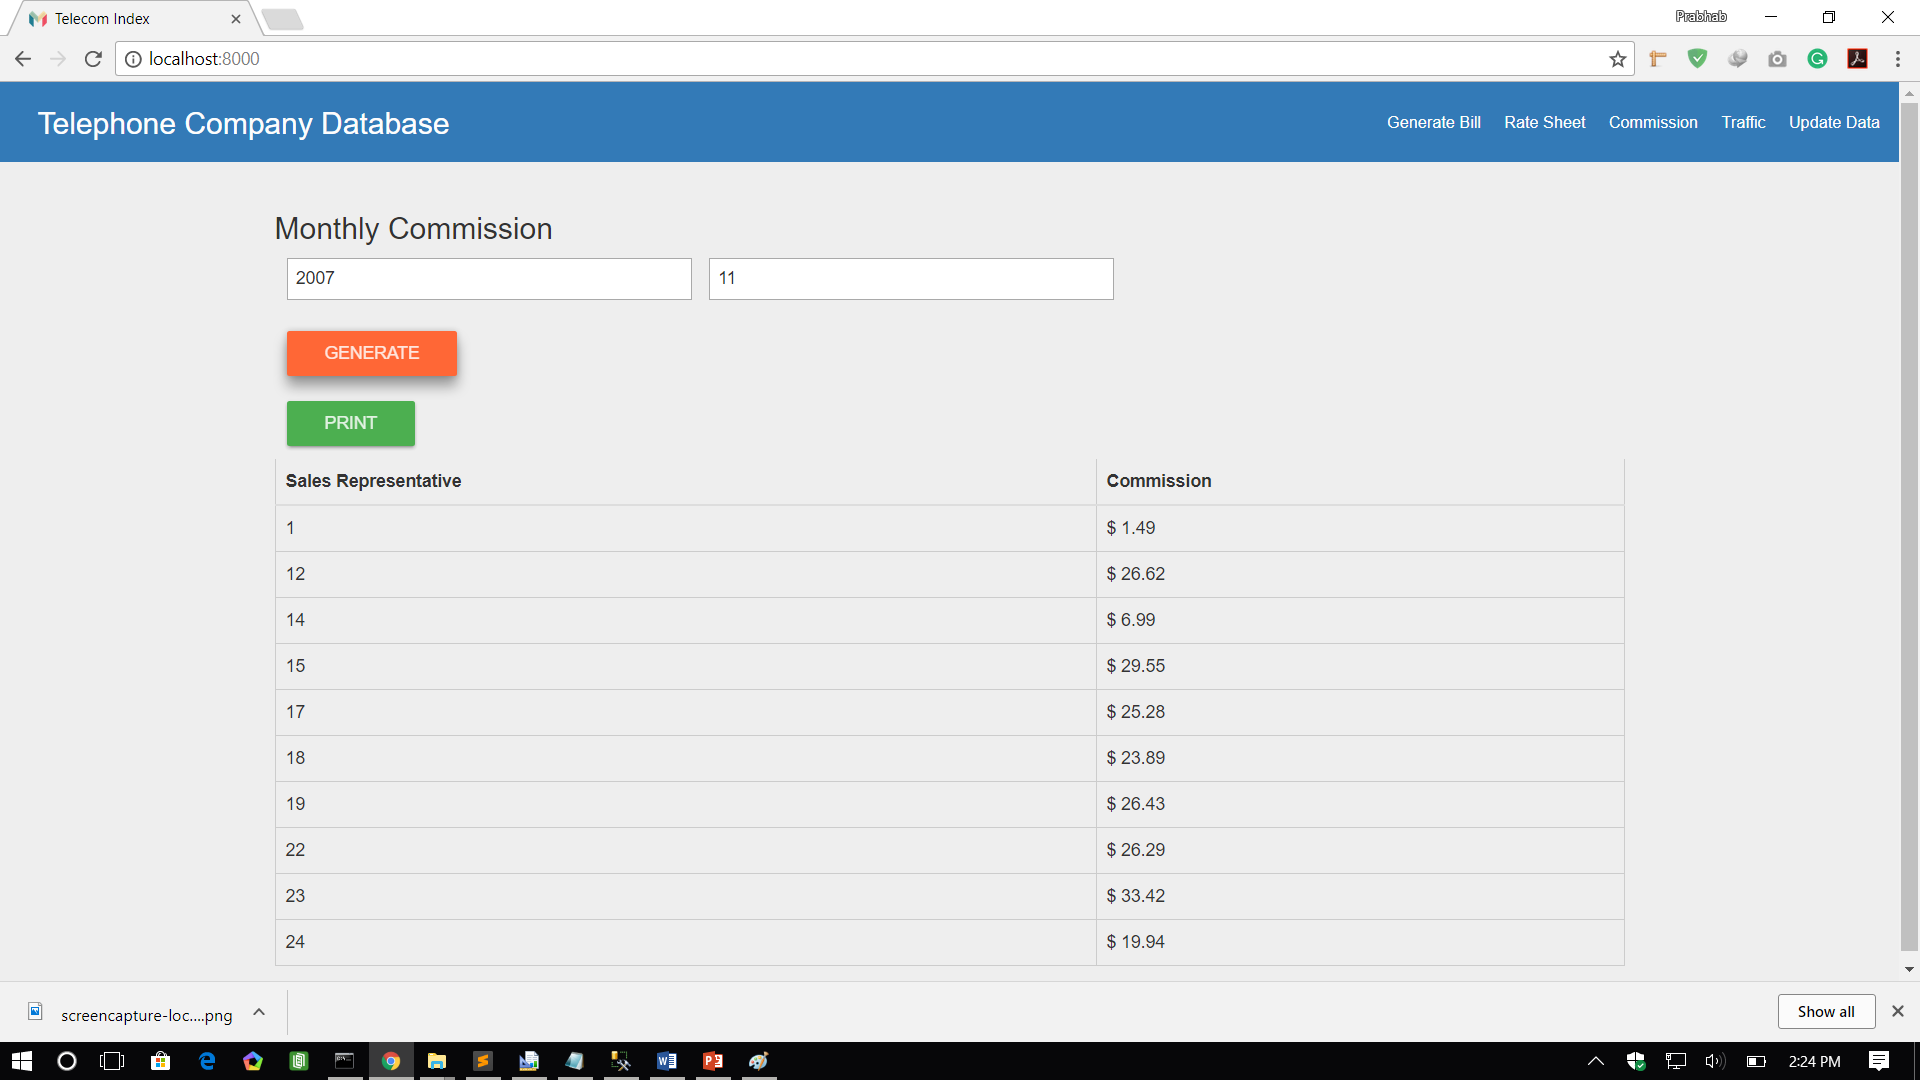 Telecom Index
Prabhab
localhost:8000
Telephone Company Database
Generate Bill Rate Sheet Commission Traffic Update Data
Monthly Commission
2007 11
GENERATE
PRINT
Sales Representative Commission
1 $ 1.49
12 $ 26.62
14 $ 6.99
15 $ 29.55
17 $ 25.28
18 $ 23.89
19 $ 26.43
22 $ 26.29
23 $ 33.42
24 $ 19.94
screencapture-loc....png Show all
2:24 PM